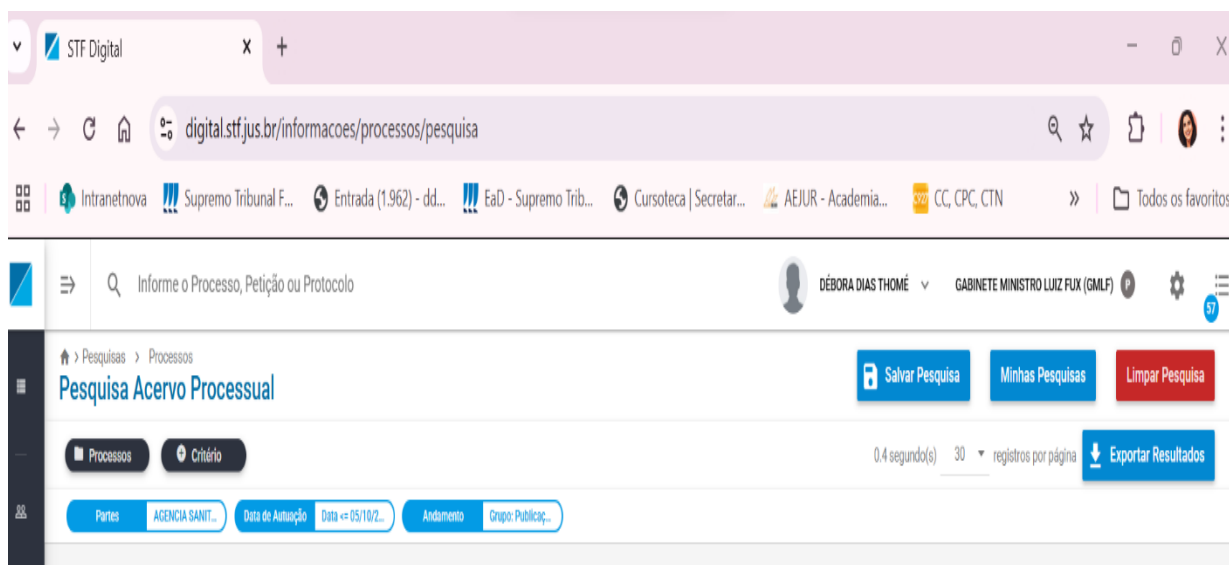 STF Digital
digital.stf.jus.br/informacoes/processos/pesquisa
Intranetnova Supremo Tribunal F... Entrada (1.962) - dd... EaD - Supremo Trib... Cursoteca | Secretar... AEJUR - Academia... CC, CPC, CTN » Todos os favoritos
Informe o Processo, Petição ou Protocolo DÉBORA DIAS THOMÉ GABINETE MINISTRO LUIZ FUX (GMLF) P 57
> Pesquisas > Processos
Pesquisa Acervo Processual Salvar Pesquisa Minhas Pesquisas Limpar Pesquisa
Processos Critério 0.4 segundo(s) 30 registros por página Exportar Resultados
Partes AGENCIA SANIT... Data de Autuação Data <= 05/10/2... Andamento Grupo: Publicaç...